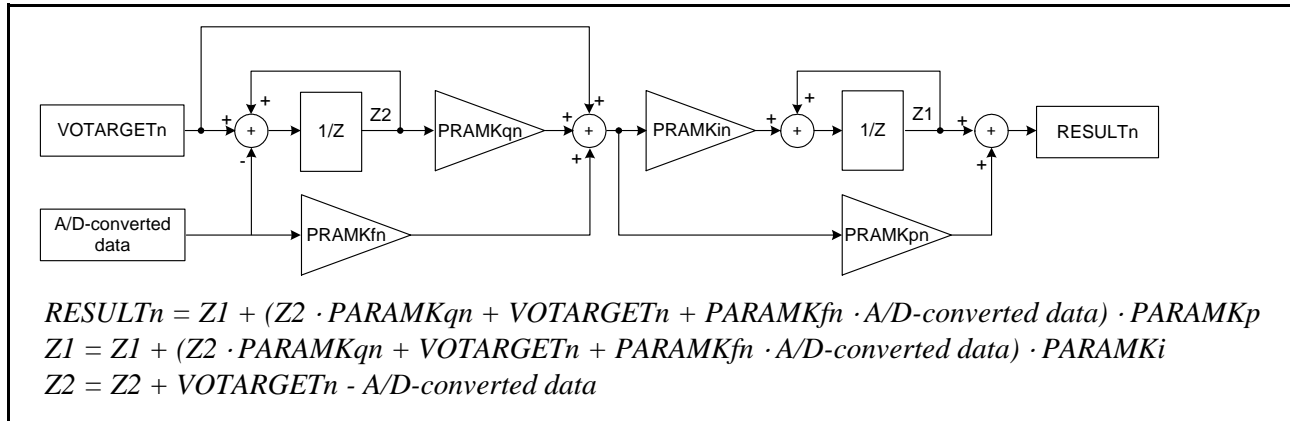 VOTARGETn
A/D-converted
data
+
+
-
+
1/Z
Z2
PRAMKqn
PRAMKfn
+
+
+
+
PRAMKin
+
+
+
1/Z
Z1
PRAMKpn
+
+
+
RESULTn
RESULTn = Z1 + (Z2 · PARAMKqn + VOTARGETn + PARAMKfn · A/D-converted data) · PARAMKp
Z1 = Z1 + (Z2 · PARAMKqn + VOTARGETn + PARAMKfn · A/D-converted data) · PARAMKi
Z2 = Z2 + VOTARGETn - A/D-converted data